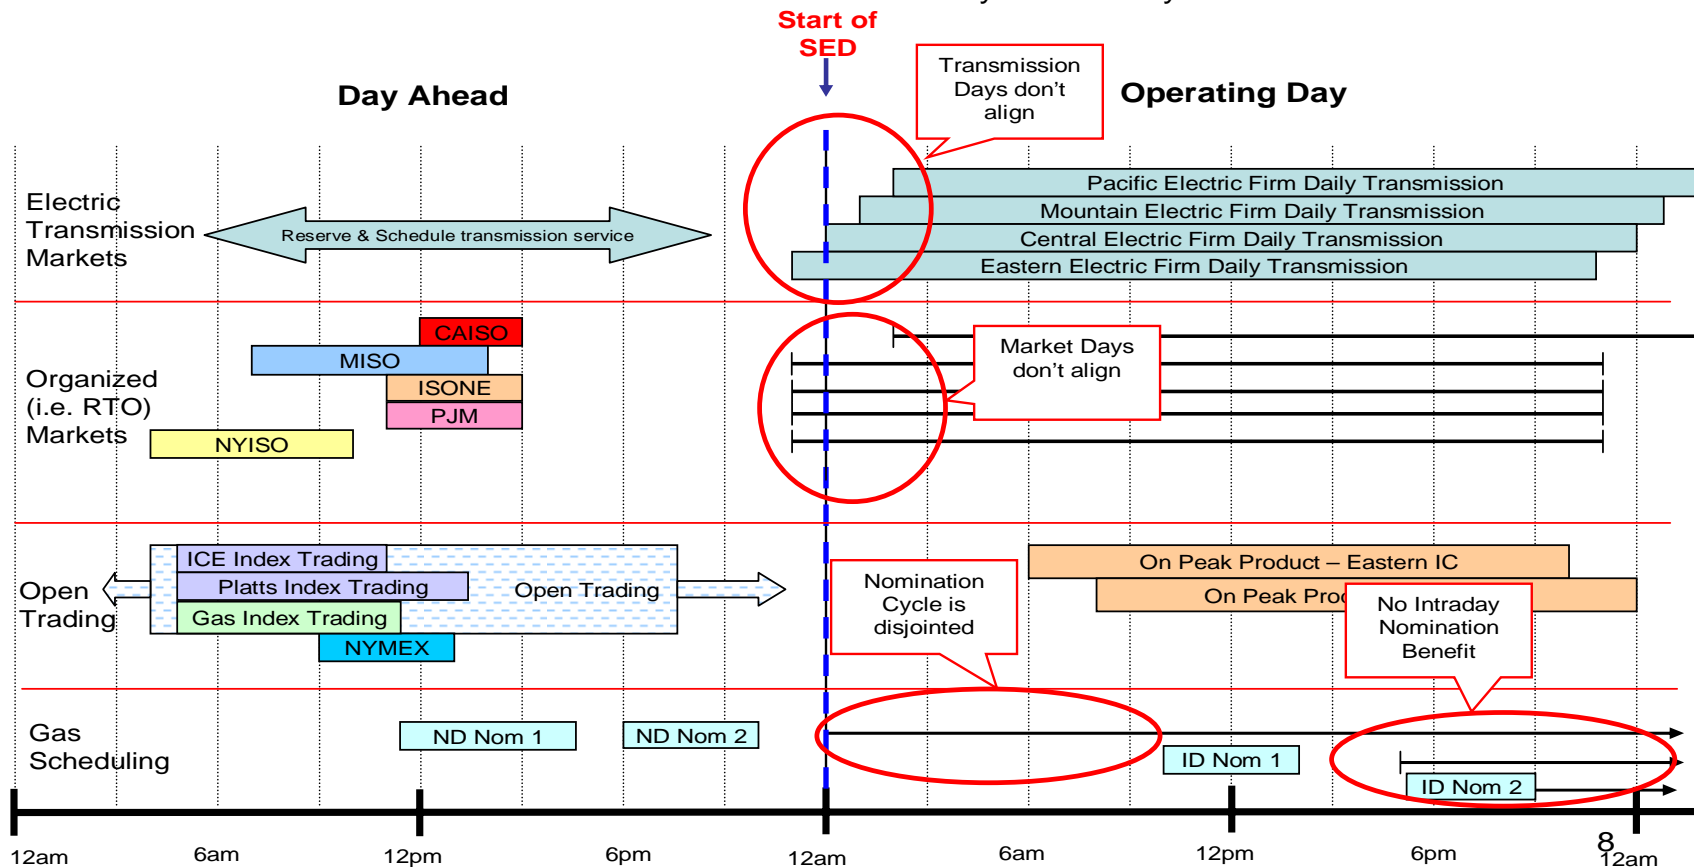 Start of
SED
Transmission
Days don't
align
Day Ahead
Operating Day
Electric
Transmission
Markets
Reserve & Schedule transmission service
Pacific Electric Firm Daily Transmission
Mountain Electric Firm Daily Transmission
Central Electric Firm Daily Transmission
Eastern Electric Firm Daily Transmission
Organized
(i.e. RTO)
Markets
CAISO
MISO
ISONE
PJM
NYISO
Market Days
don't align
Open
Trading
ICE Index Trading
Platts Index Trading
Gas Index Trading
Open Trading
NYMEX
On Peak Product – Eastern IC
On Peak
Nomination
Cycle is
disjointed
No Intraday
Nomination
Benefit
Gas
Scheduling
ND Nom 1
ND Nom 2
ID Nom 1
ID Nom 2
8
12am
6am
12pm
6pm
12am
6am
12pm
6pm
12am